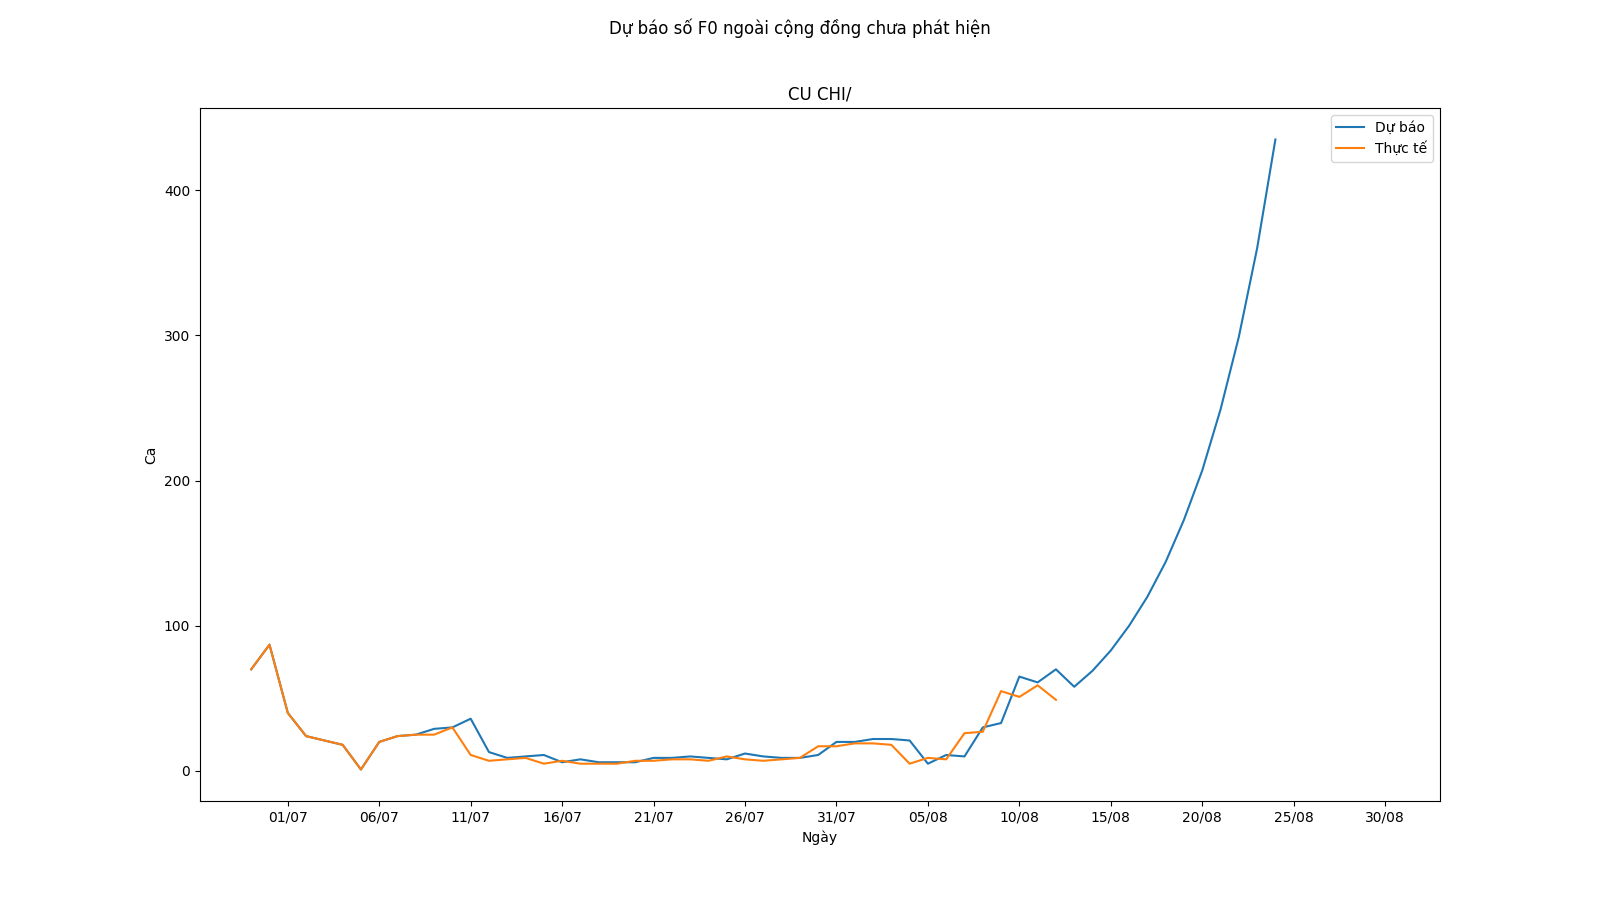 Dự báo số F0 ngoài cộng đồng chưa phát hiện
CU CHI/
Dự báo
Thực tế
400
300
200
100
0
Ca
01/07 06/07 11/07 16/07 21/07 26/07 31/07 05/08 10/08 15/08 20/08 25/08 30/08
Ngày